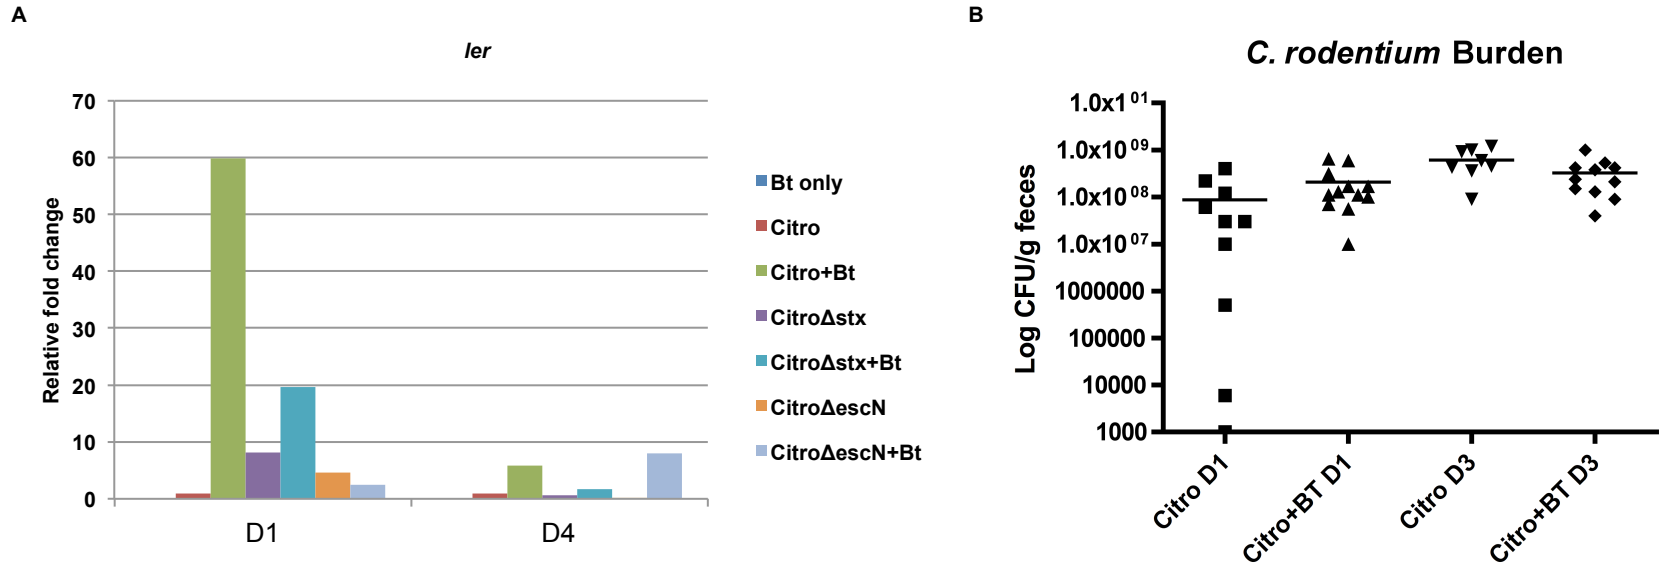 A
ler
70
60
50
40
30
20
10
0
Relative fold change
D1
D4
Bt only
Citro
Citro+Bt
CitroΔstx
CitroΔstx+Bt
CitroΔescN
CitroΔescN+Bt
B
C. rodentium Burden
1.0x1 01
1.0x10 09
1.0x10 08
1.0x10 07
1000000
100000
10000
1000
Log CFU/g feces
Citro D1
Citro+BT D1
Citro D3
Citro+BT D3